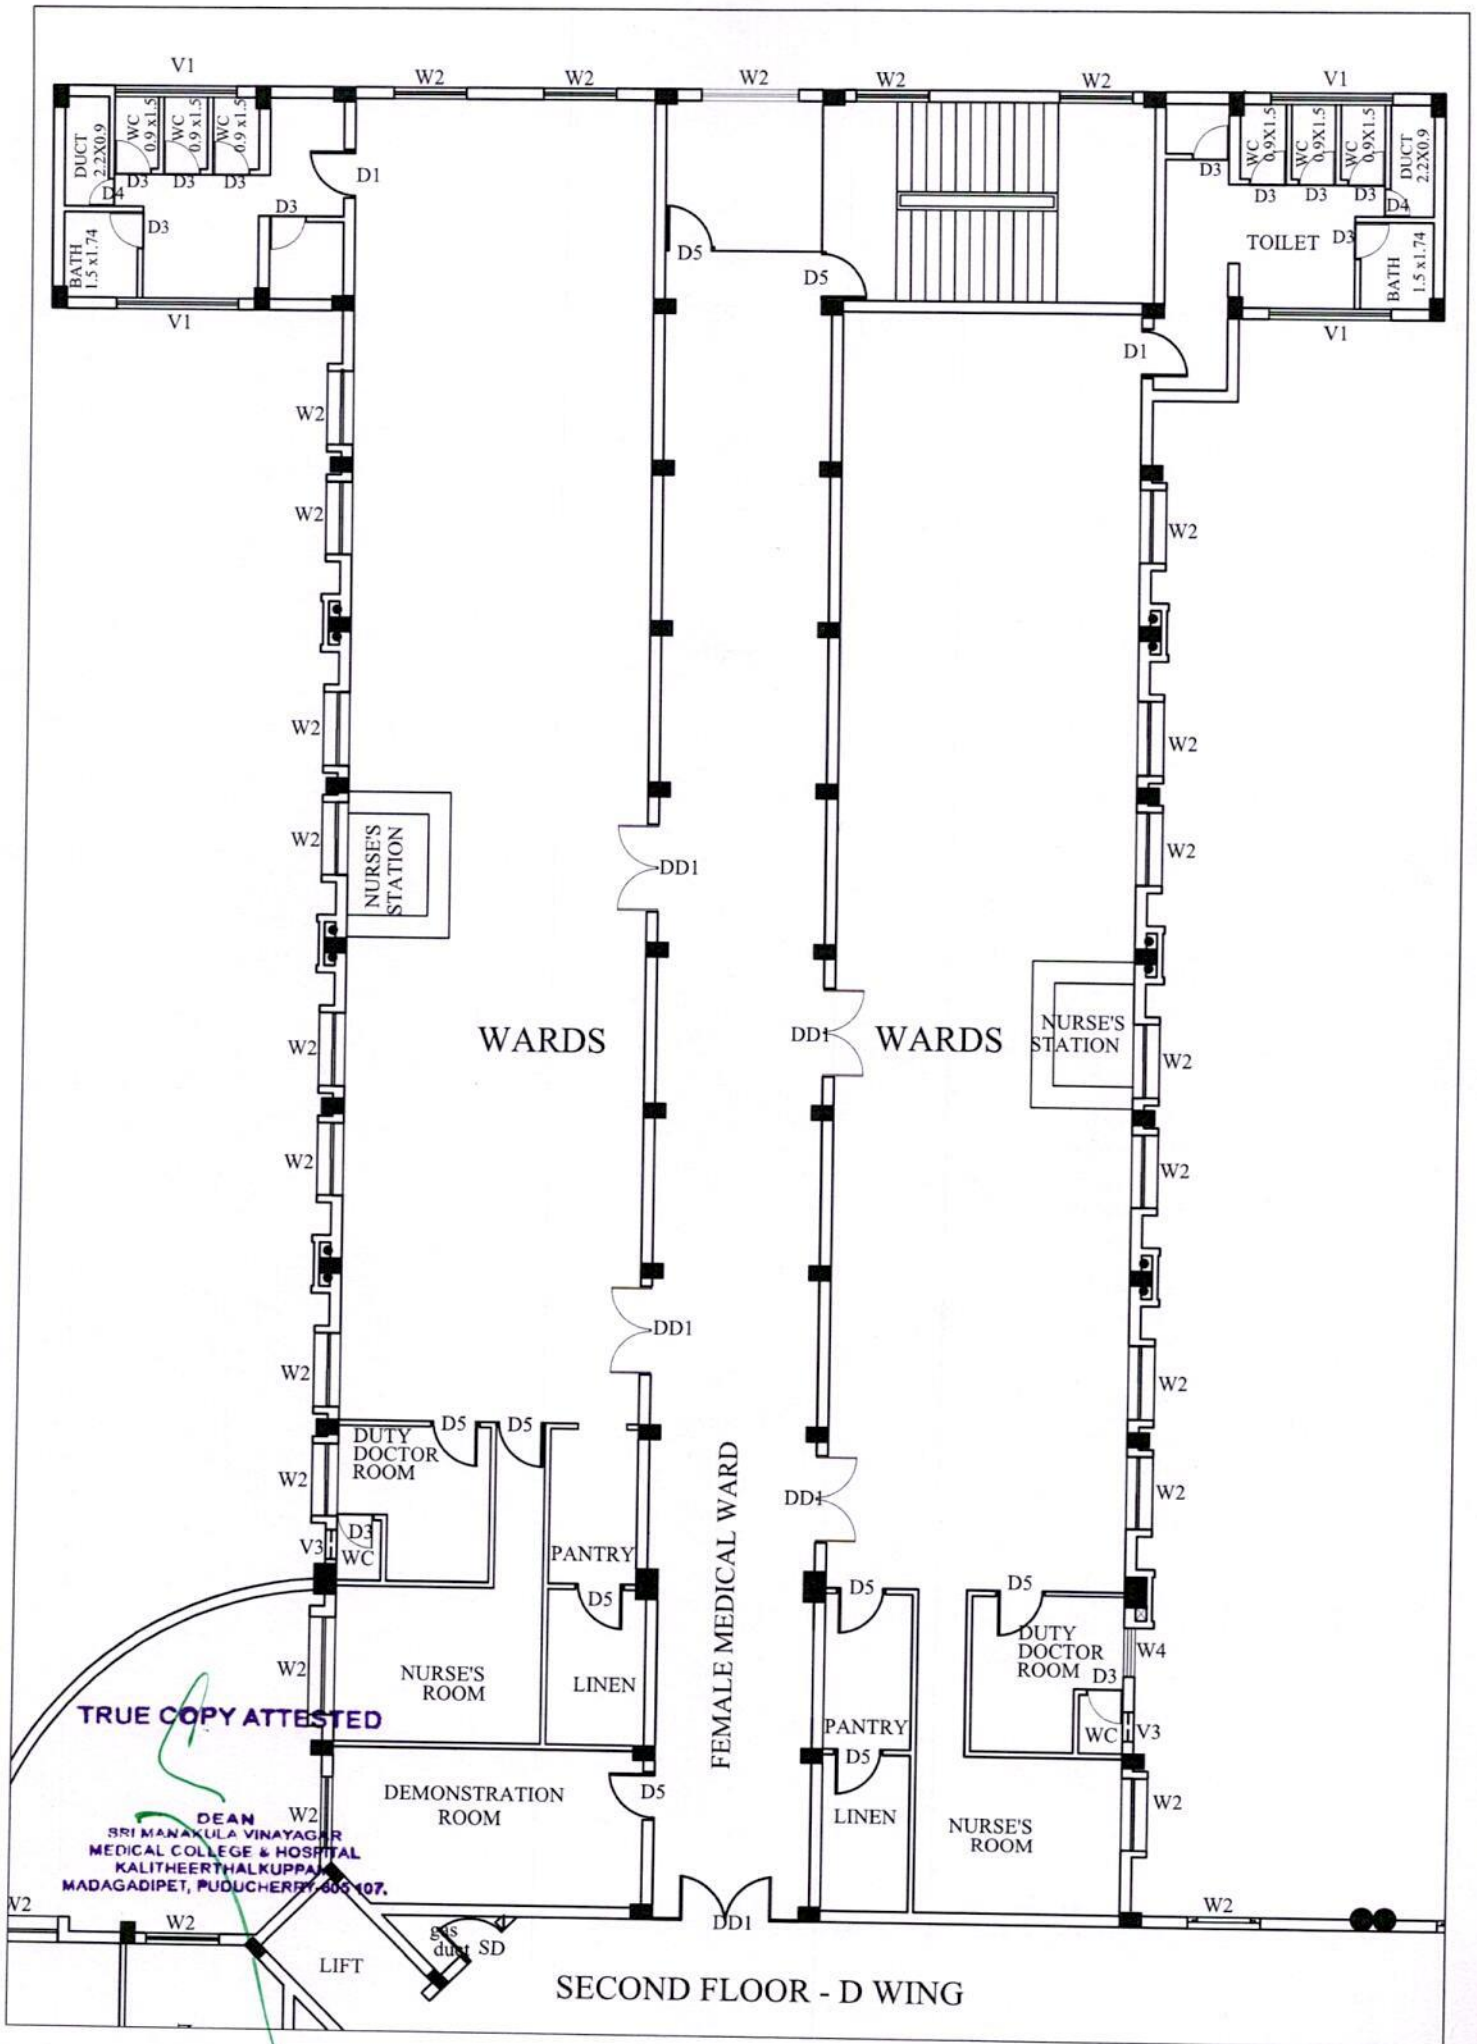 V1
W2
W2
W2
W2
W2
V1
DUCT
2.2X0.9
WC
0.9 x1.5
WC
0.9 x1.5
WC
0.9 x1.5
D1
D3
D3
D3
D4
D3
D3
BATH
1.5 x1.74
V1
D5
D5
D3
WC
0.9X1.5
WC
0.9X1.5
WC
0.9X1.5
DUCT
2.2X0.9
D3
D3
D3
D4
TOILET
D3
BATH
1.5 x1.74
V1
D1
W2
W2
W2
W2
W2
W2
NURSE'S
STATION
DD1
W2
W2
WARDS
DD1
WARDS
NURSE'S
STATION
W2
W2
W2
W2
DD1
W2
W2
D5
D5
DUTY
DOCTOR
ROOM
W2
DD1
W2
D3
V3
WC
PANTRY
D5
FEMALE MEDICAL WARD
D5
D5
DUTY
DOCTOR
ROOM
W4
D3
WC
V3
W2
NURSE'S
ROOM
LINEN
PANTRY
D5
TRUE COPY ATTESTED
DEMONSTRATION
ROOM
D5
W2
LINEN
NURSE'S
ROOM
W2
DEAN
SRI MANAKULA VINAYAGAR
MEDICAL COLLEGE & HOSPITAL
KALITHEERTHALKUPPAM
MADAGADIPET, PUDUCHERRY-605 107.
W2
W2
gas
duct
SD
DD1
W2
LIFT
SECOND FLOOR - D WING